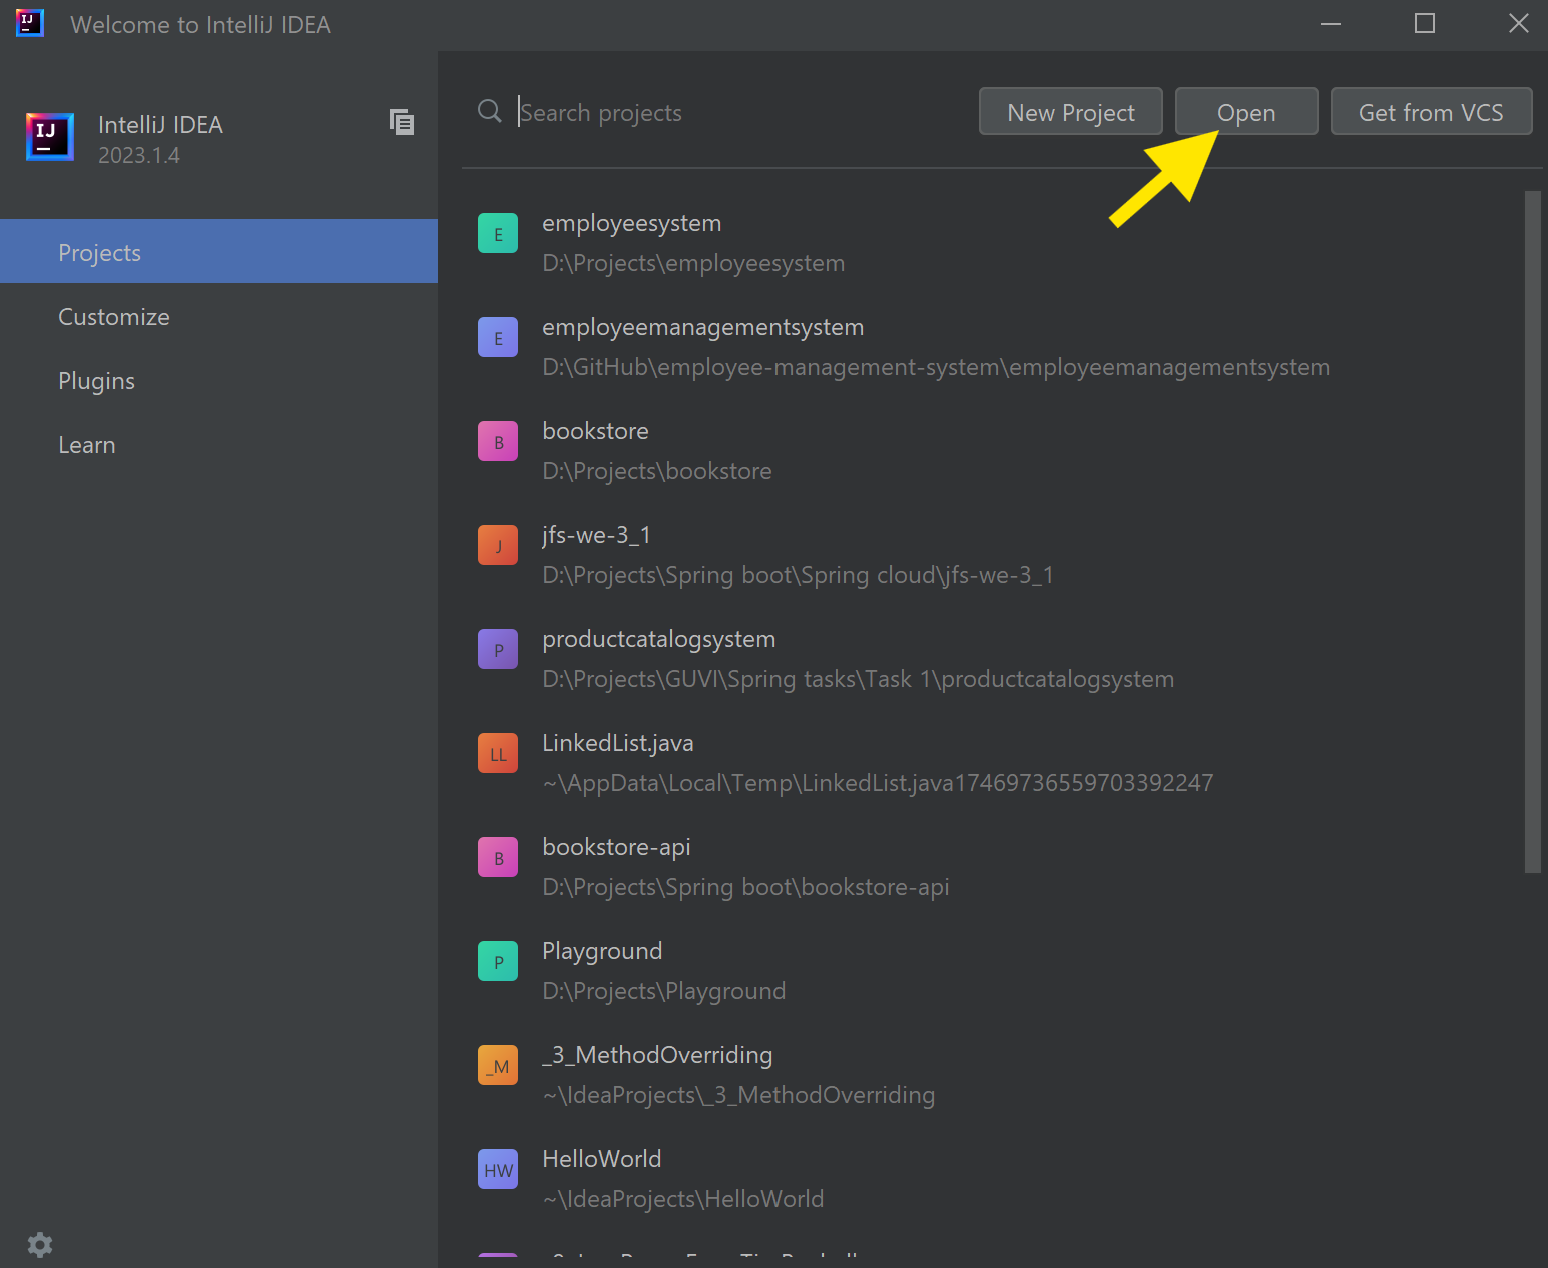 Welcome to IntelliJ IDEA
IntelliJ IDEA
2023.1.4
Projects
Customize
Plugins
Learn
Search projects
New Project
Open
Get from VCS
E
employeesystem
D:\Projects\employeesystem
E
employeemanagementsystem
D:\GitHub\employee-management-system\employeemanagementsystem
B
bookstore
D:\Projects\bookstore
J
jfs-we-3_1
D:\Projects\Spring boot\Spring cloud\jfs-we-3_1
P
productcatalogsystem
D:\Projects\GUVI\Spring tasks\Task 1\productcatalogsystem
LL
LinkedList.java
~\AppData\Local\Temp\LinkedList.java17469736559703392247
B
bookstore-api
D:\Projects\Spring boot\bookstore-api
P
Playground
D:\Projects\Playground
_M
_3_MethodOverriding
~\IdeaProjects\_3_MethodOverriding
HW
HelloWorld
~\IdeaProjects\HelloWorld